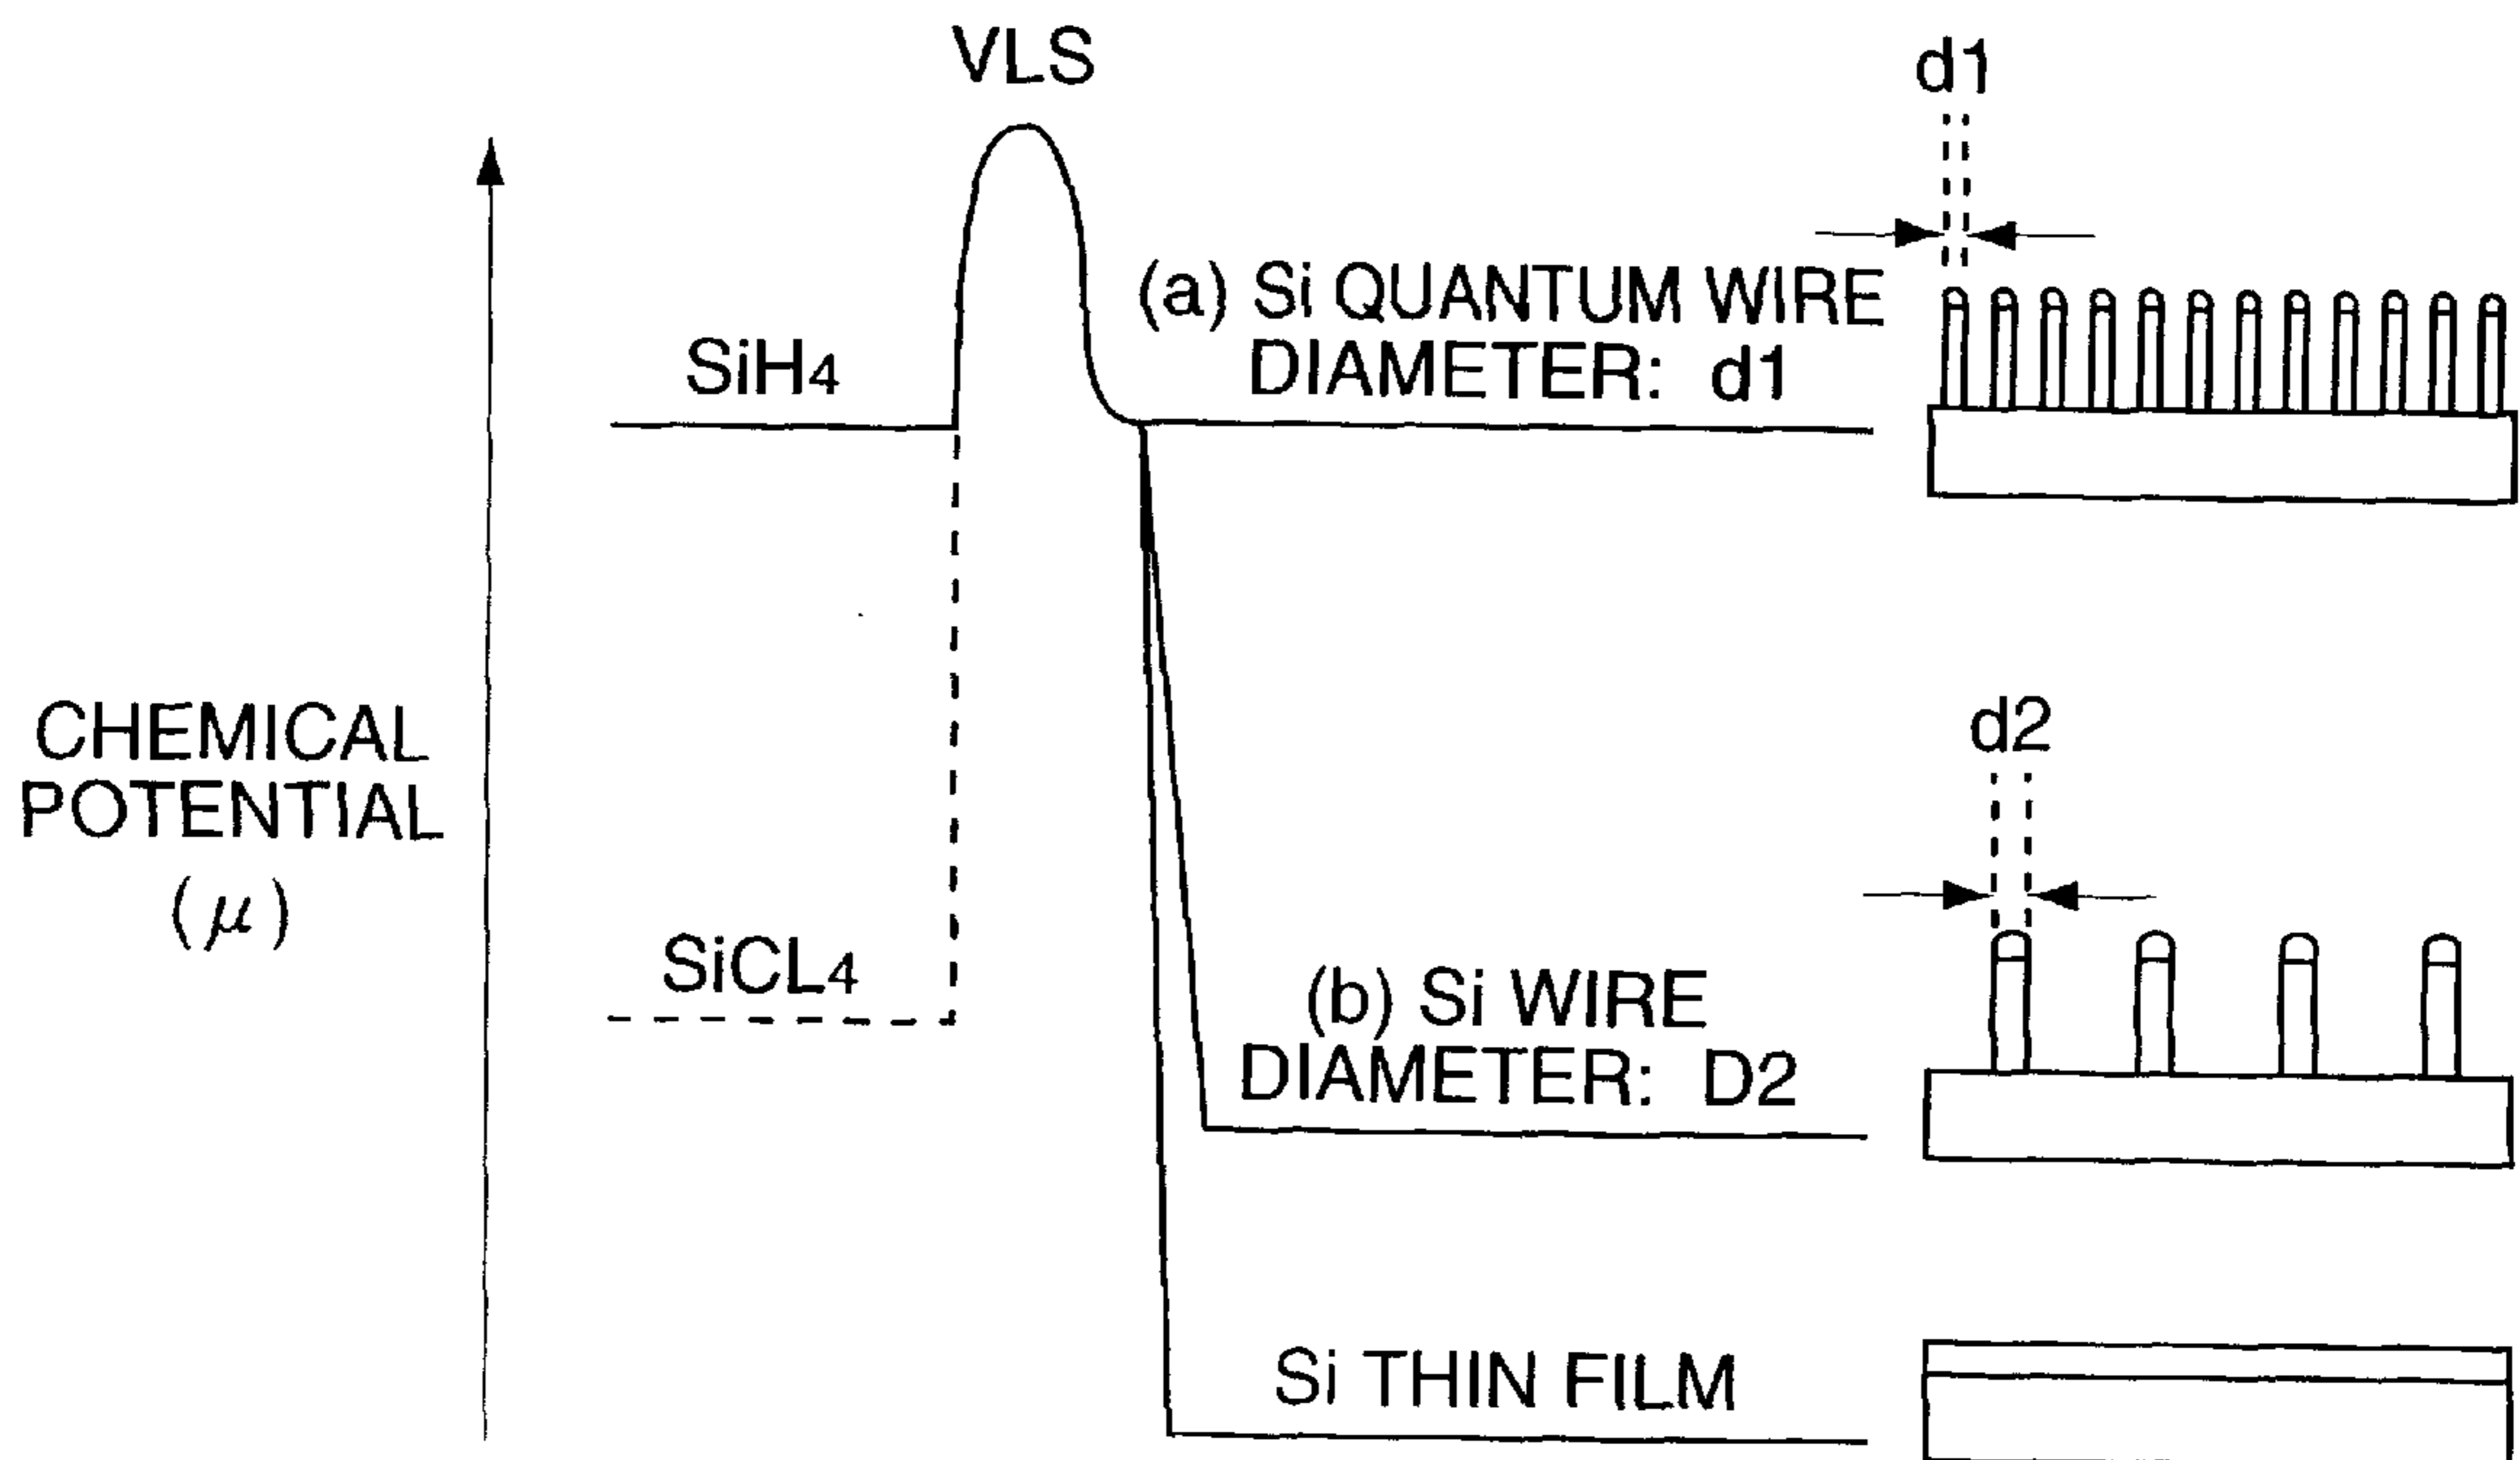 VLS
d1
(a) Si QUANTUM WIRE
DIAMETER: d1
SiH4
CHEMICAL
POTENTIAL
(μ)
d2
SiCL4
(b) Si WIRE
DIAMETER: D2
Si THIN FILM